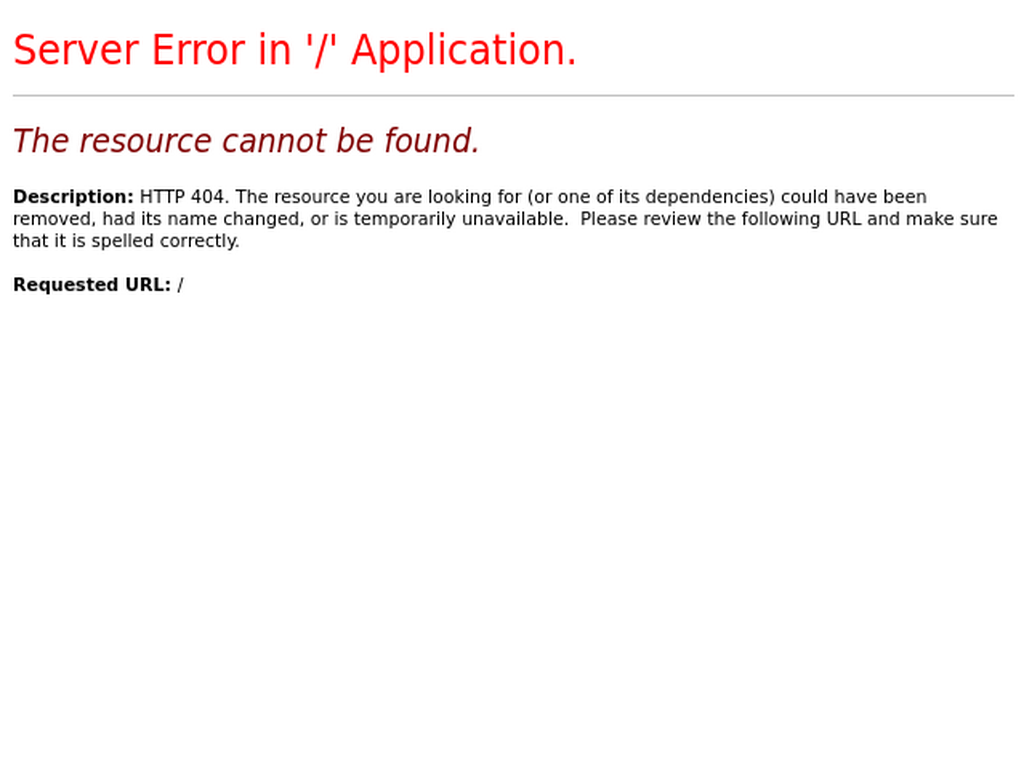 Server Error in '/' Application.
The resource cannot be found.
Description: HTTP 404. The resource you are looking for (or one of its dependencies) could have been
removed, had its name changed, or is temporarily unavailable.  Please review the following URL and make sure
that it is spelled correctly.
Requested URL: /